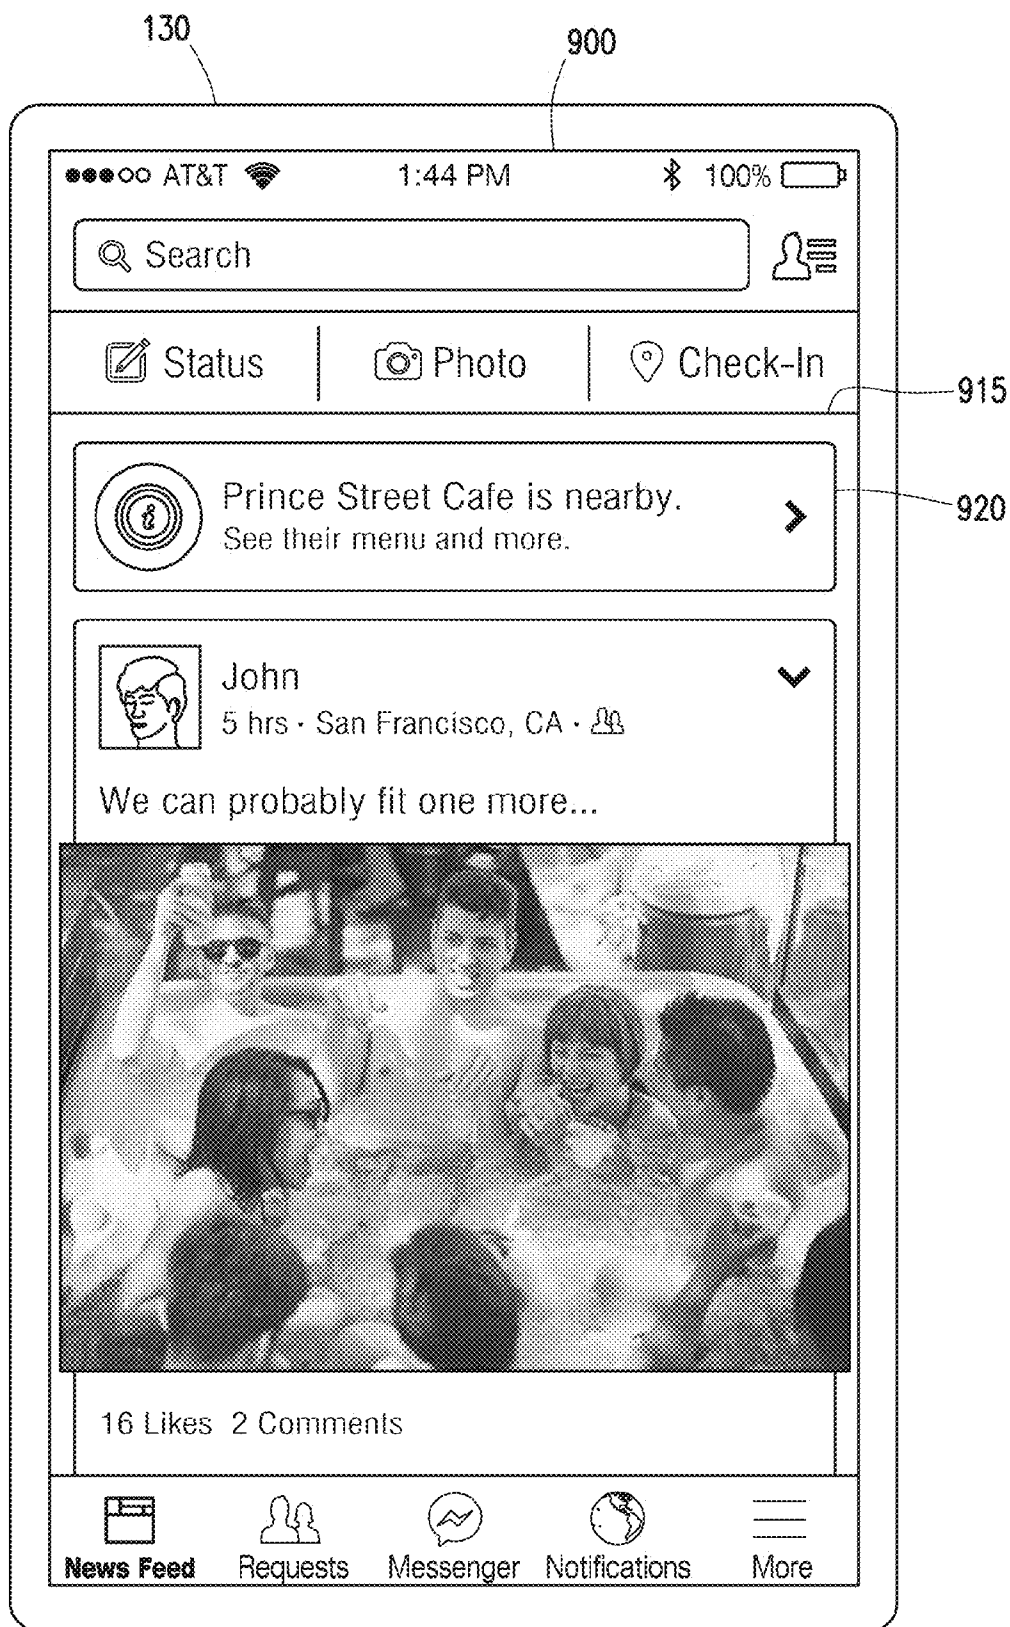 130
900
AT&T 1:44 PM 100%
Search
Status Photo Check-In
915
Prince Street Cafe is nearby.
920
See their menu and more.
John
5 hrs · San Francisco, CA ·
We can probably fit one more...
16 Likes 2 Comments
News Feed Requests Messenger Notifications More